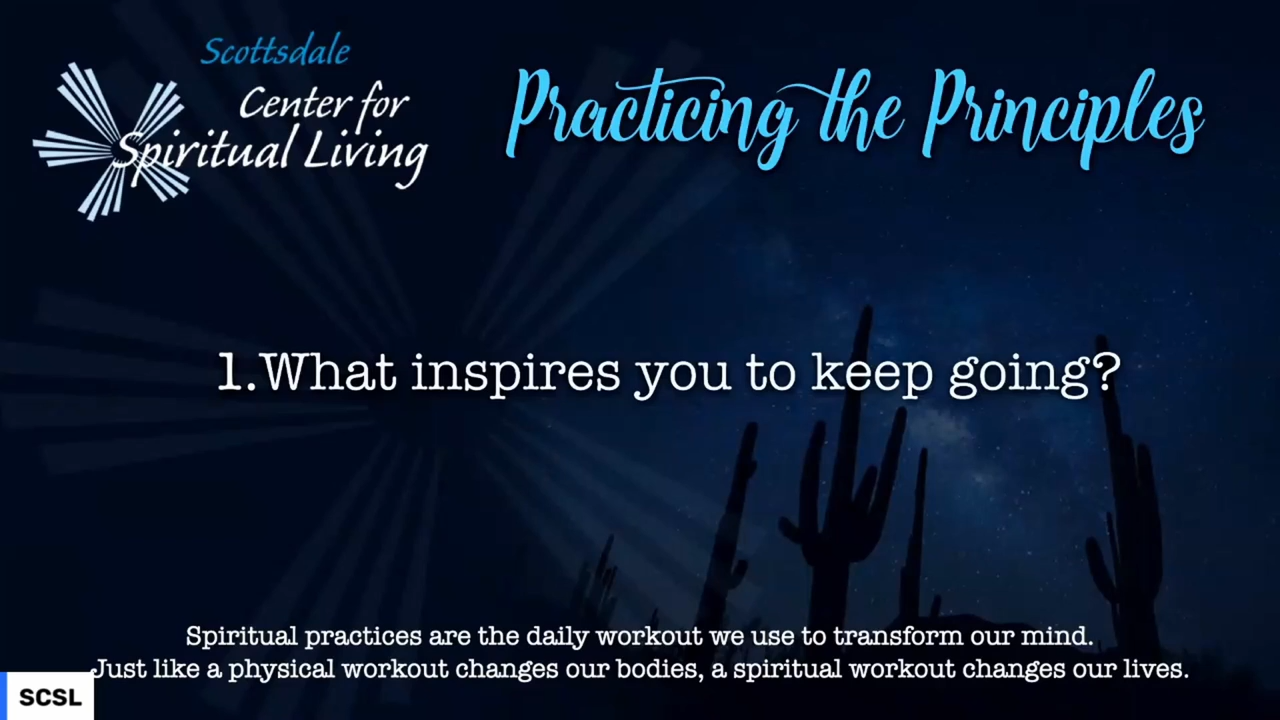 Scottsdale
Center for
Spiritual Living
Practicing the Principles
1.What inspires you to keep going?
Spiritual practices are the daily workout we use to transform our mind.
Just like a physical workout changes our bodies, a spiritual workout changes our lives.
SCSL